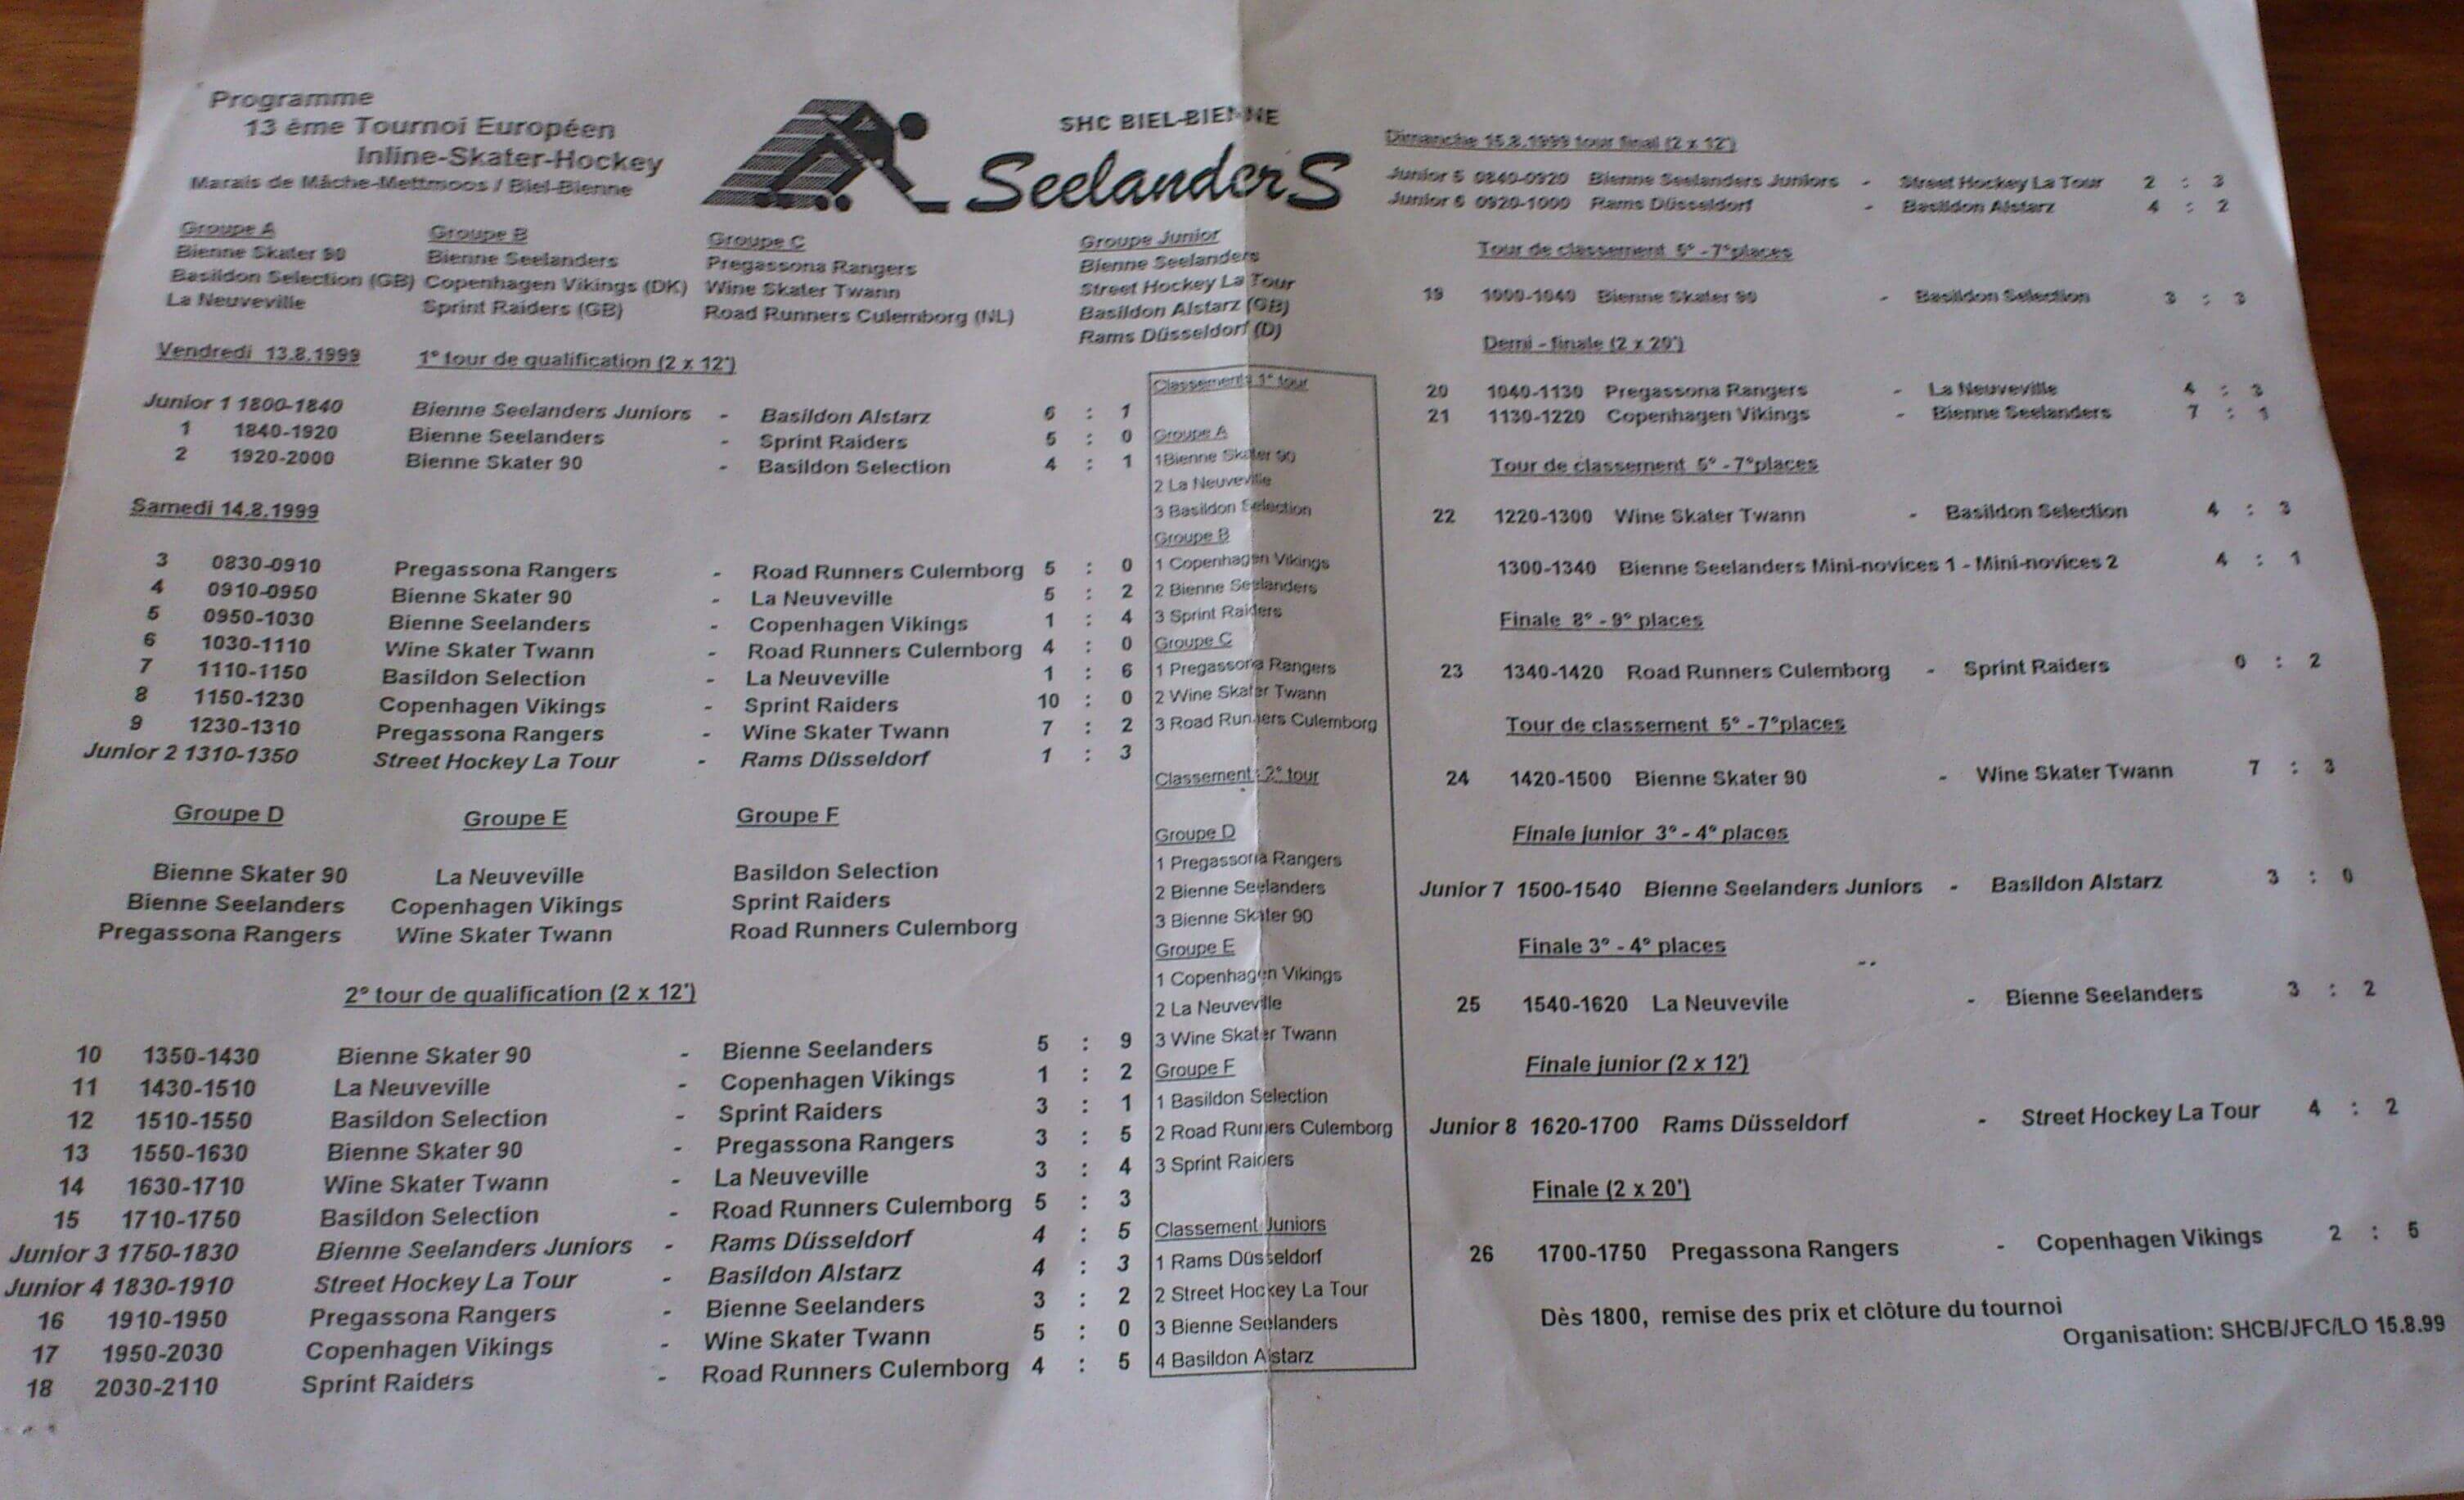 Programme
13 ème Tournoi Européen
Inline-Skater-Hockey
Marais de Mâche-Mettmoos / Biel-Bienne
SHC BIEL-BIENNE
SeelanderS
Groupe A
Bienne Skater 90
Basildon Selection (GB)
La Neuveville
Groupe B
Bienne Seelanders
Copenhagen Vikings (DK)
Sprint Raiders (GB)
Groupe C
Pregassona Rangers
Wine Skater Twann
Road Runners Culemborg (NL)
Groupe Junior
Bienne Seelanders
Street Hockey La Tour
Basildon Alstarz (GB)
Rams Düsseldorf (D)
Vendredi 13.8.1999 1° tour de qualification (2 x 12')
Junior 1 1800-1840 Bienne Seelanders Juniors - Basildon Alstarz 6 : 1
1 1840-1920 Bienne Seelanders - Sprint Raiders 5 : 0
2 1920-2000 Bienne Skater 90 - Basildon Selection 4 : 1
Samedi 14.8.1999
3 0830-0910 Pregassona Rangers - Road Runners Culemborg 5 : 0
4 0910-0950 Bienne Skater 90 - La Neuveville 5 : 2
5 0950-1030 Bienne Seelanders - Copenhagen Vikings 1 : 4
6 1030-1110 Wine Skater Twann - Road Runners Culemborg 4 : 0
7 1110-1150 Basildon Selection - La Neuveville 1 : 6
8 1150-1230 Copenhagen Vikings - Sprint Raiders 10 : 0
9 1230-1310 Pregassona Rangers - Wine Skater Twann 7 : 2
Junior 2 1310-1350 Street Hockey La Tour - Rams Düsseldorf 1 : 3
Groupe D
Bienne Skater 90
Bienne Seelanders
Pregassona Rangers
Groupe E
La Neuveville
Copenhagen Vikings
Wine Skater Twann
Groupe F
Basildon Selection
Sprint Raiders
Road Runners Culemborg
2° tour de qualification (2 x 12')
10 1350-1430 Bienne Skater 90 - Bienne Seelanders 5 : 9
11 1430-1510 La Neuveville - Copenhagen Vikings 1 : 2
12 1510-1550 Basildon Selection - Sprint Raiders 3 : 1
13 1550-1630 Bienne Skater 90 - Pregassona Rangers 3 : 5
14 1630-1710 Wine Skater Twann - La Neuveville 3 : 4
15 1710-1750 Basildon Selection - Road Runners Culemborg 5 : 3
Junior 3 1750-1830 Bienne Seelanders Juniors - Rams Düsseldorf 4 : 5
Junior 4 1830-1910 Street Hockey La Tour - Basildon Alstarz 4 : 3
16 1910-1950 Pregassona Rangers - Bienne Seelanders 3 : 2
17 1950-2030 Copenhagen Vikings - Wine Skater Twann 5 : 0
18 2030-2110 Sprint Raiders - Road Runners Culemborg 4 : 5
Classements 1° tour
Groupe A
1Bienne Skater 90
2 La Neuveville
3 Basildon Selection
Groupe B
1 Copenhagen Vikings
2 Bienne Seelanders
3 Sprint Raiders
Groupe C
1 Pregassona Rangers
2 Wine Skater Twann
3 Road Runners Culemborg
Classement : 2° tour
Groupe D
1 Pregassona Rangers
2 Bienne Seelanders
3 Bienne Skater 90
Groupe E
1 Copenhagen Vikings
2 La Neuveville
3 Wine Skater Twann
Groupe F
1 Basildon Selection
2 Road Runners Culemborg
3 Sprint Raiders
Classement Juniors
1 Rams Düsseldorf
2 Street Hockey La Tour
3 Bienne Seelanders
4 Basildon Alstarz
Dimanche 15.8.1999 tour final (2 x 12')
Junior 5 0840-0920 Bienne Seelanders Juniors - Street Hockey La Tour 2 : 3
Junior 6 0920-1000 Rams Düsseldorf - Basildon Alstarz 4 : 2
Tour de classement 5° - 7°places
19 1000-1040 Bienne Skater 90 - Basildon Selection 3 : 3
Demi - finale (2 x 20')
20 1040-1130 Pregassona Rangers - La Neuveville 4 : 3
21 1130-1220 Copenhagen Vikings - Bienne Seelanders 7 : 1
Tour de classement 5° - 7°places
22 1220-1300 Wine Skater Twann - Basildon Selection 4 : 3
1300-1340 Bienne Seelanders Mini-novices 1 - Mini-novices 2 4 : 1
Finale 8° - 9° places
23 1340-1420 Road Runners Culemborg - Sprint Raiders 0 : 2
Tour de classement 5° - 7°places
24 1420-1500 Bienne Skater 90 - Wine Skater Twann 7 : 3
Finale junior 3° - 4° places
Junior 7 1500-1540 Bienne Seelanders Juniors - Basildon Alstarz 3 : 0
Finale 3° - 4° places
25 1540-1620 La Neuvevile - Bienne Seelanders 3 : 2
Finale junior (2 x 12')
Junior 8 1620-1700 Rams Düsseldorf - Street Hockey La Tour 4 : 2
Finale (2 x 20')
26 1700-1750 Pregassona Rangers - Copenhagen Vikings 2 : 5
Dès 1800, remise des prix et clôture du tournoi
Organisation: SHCB/JFC/LO 15.8.99